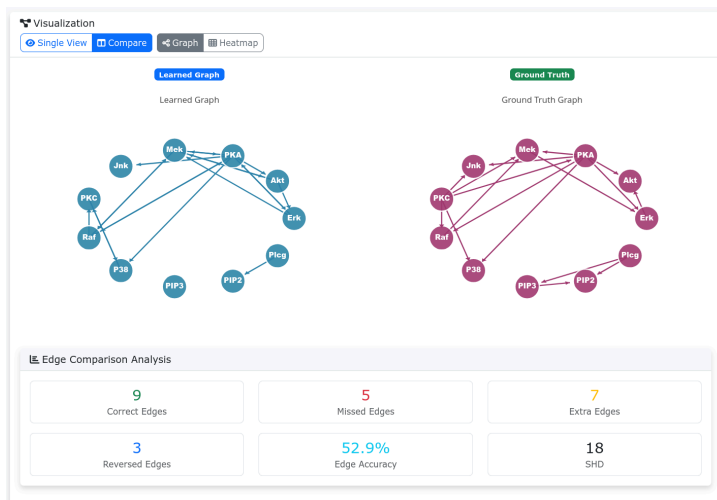 Visualization
Single View Compare Graph Heatmap
Learned Graph Ground Truth
Learned Graph Ground Truth Graph
Mek PKA Jnk Akt PKC Erk Raf P38 Plcg PIP3 PIP2
Mek PKA Jnk Akt PKC Erk Raf P38 Plcg PIP3 PIP2
Edge Comparison Analysis
9 5 7
Correct Edges Missed Edges Extra Edges
3 52.9% 18
Reversed Edges Edge Accuracy SHD